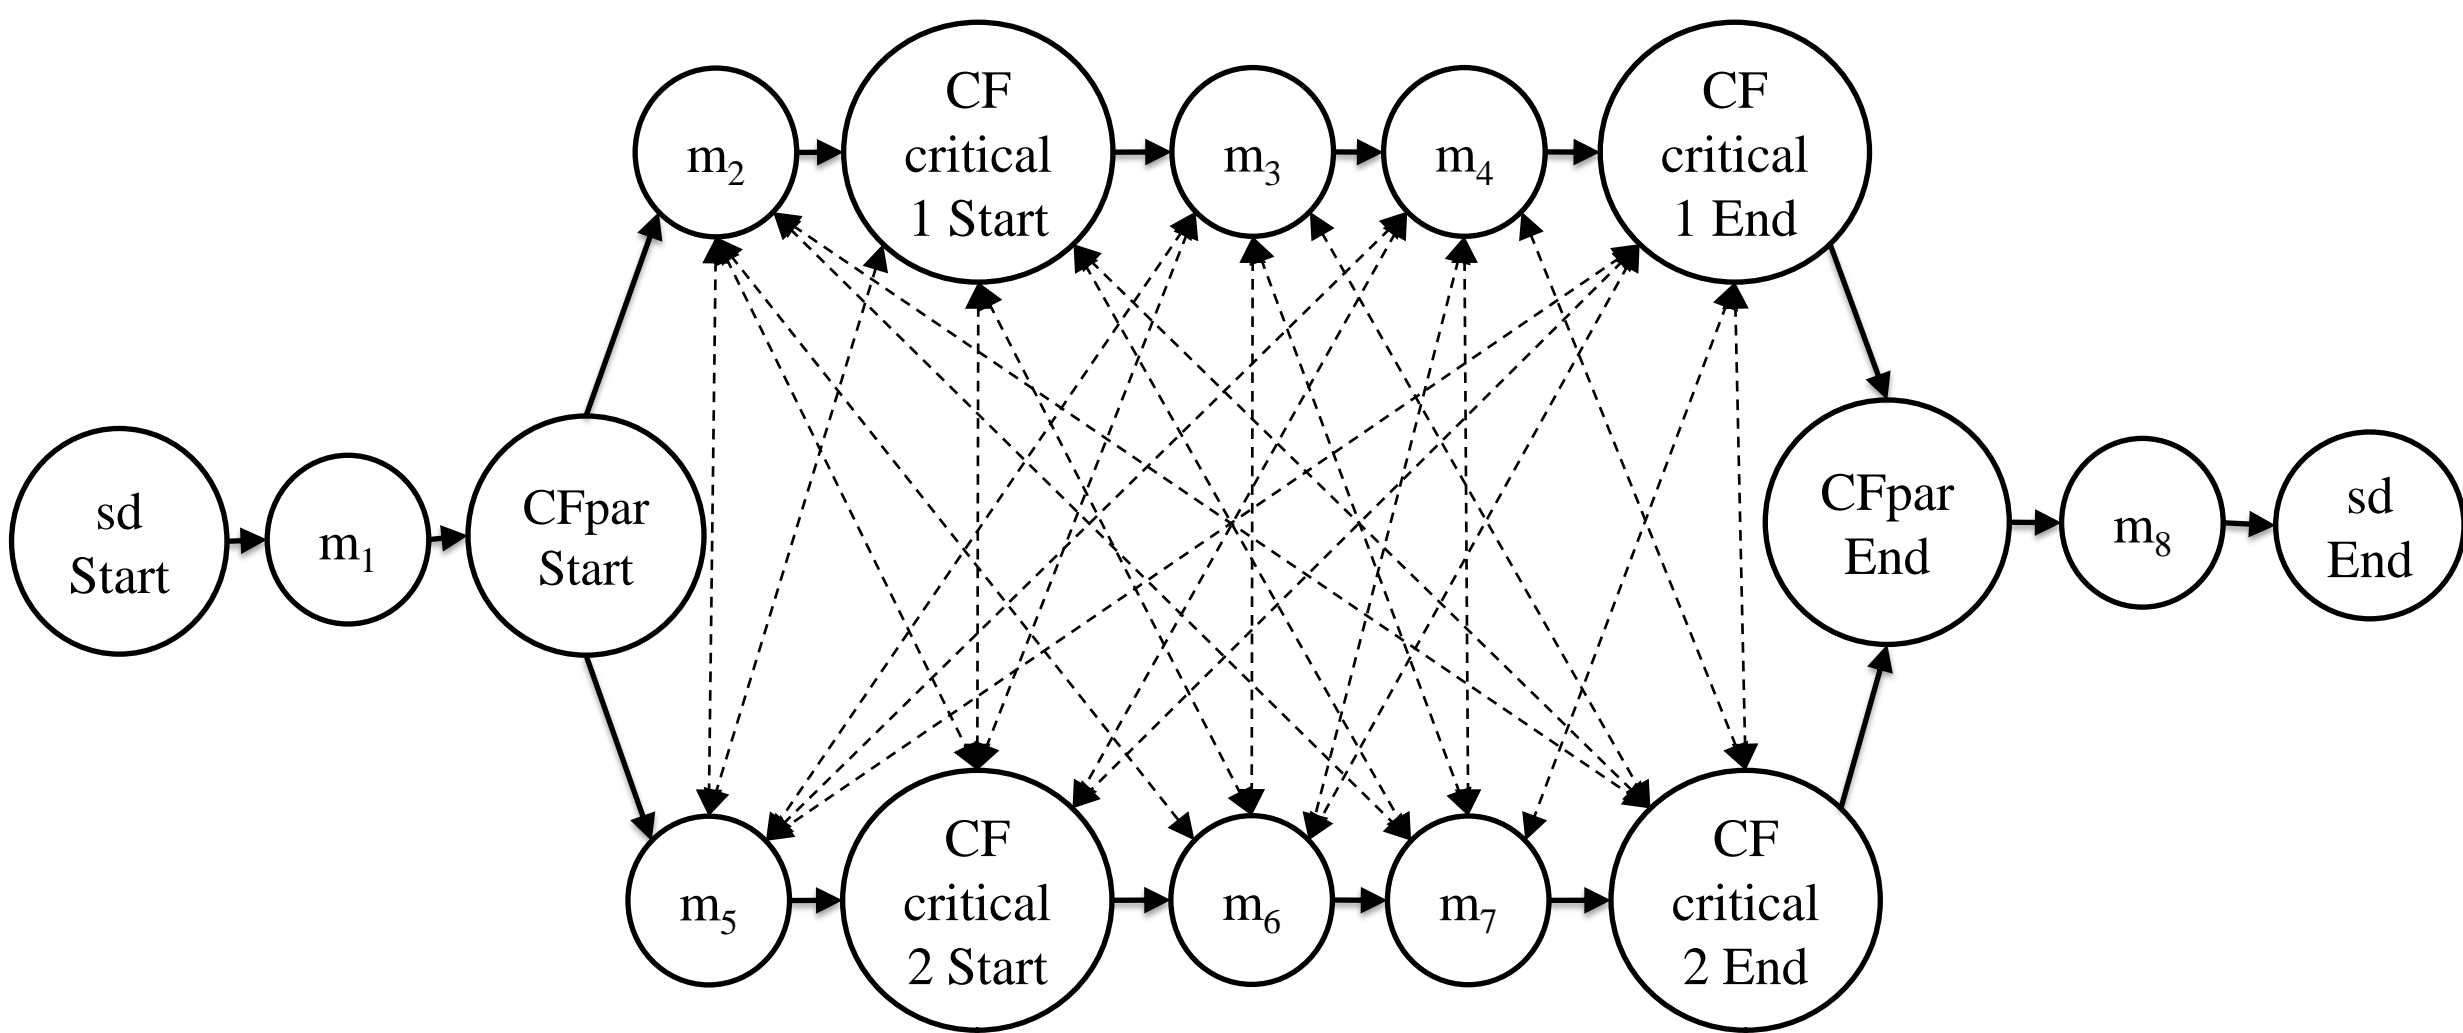 m₂
CF
critical
1 Start
m₃
m₄
CF
critical
1 End
sd
Start
m₁
CFpar
Start
CFpar
End
m₈
sd
End
m₅
CF
critical
2 Start
m₆
m₇
CF
critical
2 End